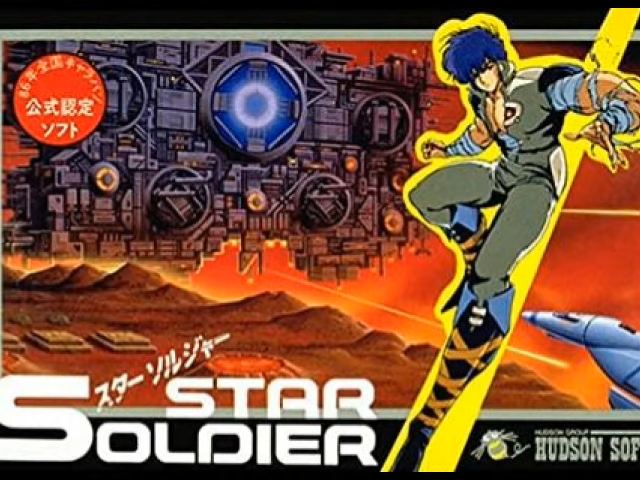 86年全国キャラバン
公式認定
ソフト
スターソルジャー
STAR
SOLDIER
HUDSON GROUP
HUDSON SOF